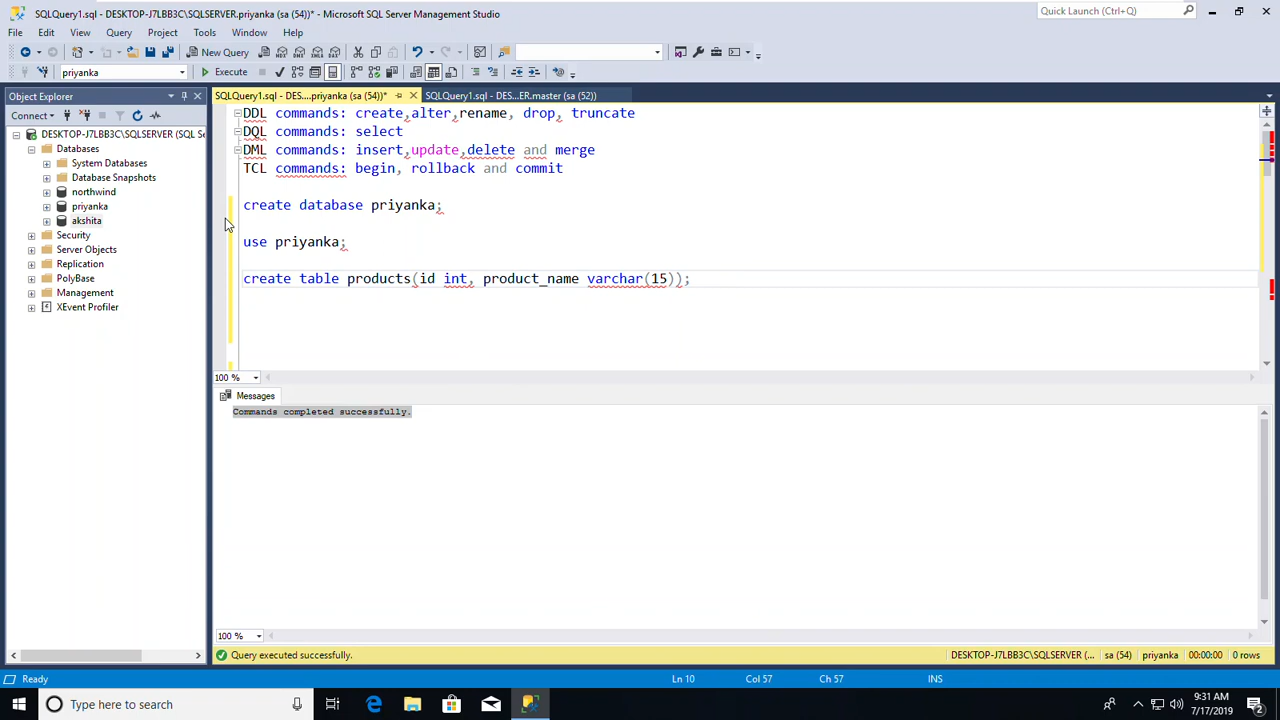 SQLQuery1.sql - DESKTOP-J7LBB3C\SQLSERVER.priyanka (sa (54))* - Microsoft SQL Server Management Studio
Quick Launch (Ctrl+Q)
File Edit View Query Project Tools Window Help
New Query
priyanka
Execute
Object Explorer
SQLQuery1.sql - DES....priyanka (sa (54))*
SQLQuery1.sql - DES...ER.master (sa (52))
Connect
DESKTOP-J7LBB3C\SQLSERVER (SQL Se
Databases
System Databases
Database Snapshots
northwind
priyanka
akshita
Security
Server Objects
Replication
PolyBase
Management
XEvent Profiler
DDL commands: create,alter,rename, drop, truncate
DQL commands: select
DML commands: insert,update,delete and merge
TCL commands: begin, rollback and commit
create database priyanka;
use priyanka;
create table products(id int, product_name varchar(15));
100 %
Messages
Commands completed successfully.
100 %
Query executed successfully.
DESKTOP-J7LBB3C\SQLSERVER (... sa (54) priyanka 00:00:00 0 rows
Ready
Ln 10 Col 57 Ch 57 INS
Type here to search
9:31 AM
7/17/2019
2